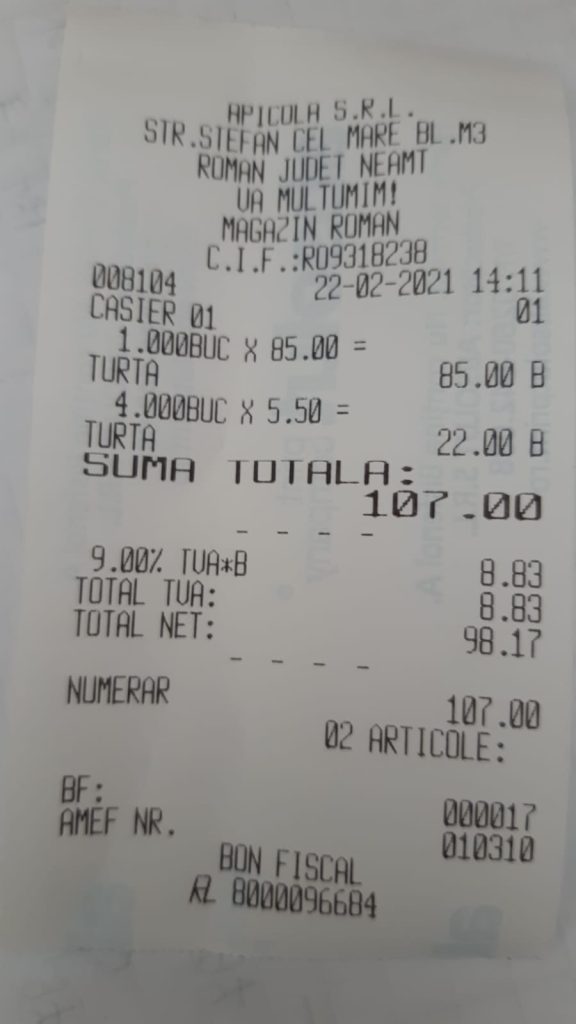 APICOLA S.R.L.
STR.STEFAN CEL MARE BL.M3
ROMAN JUDET NEAMT
VA MULTUMIM!
MAGAZIN ROMAN
C.I.F.:RO9318238
008104 22-02-2021 14:11
CASIER 01 01
1.000BUC X 85.00 =
TURTA 85.00 B
4.000BUC X 5.50 =
TURTA 22.00 B
SUMA TOTALA:
107.00
- - - -
9.00% TVA*B 8.83
TOTAL TVA: 8.83
TOTAL NET: 98.17
- - - -
NUMERAR 107.00
02 ARTICOLE:
BF: 000017
AMEF NR. 010310
BON FISCAL
8000096684